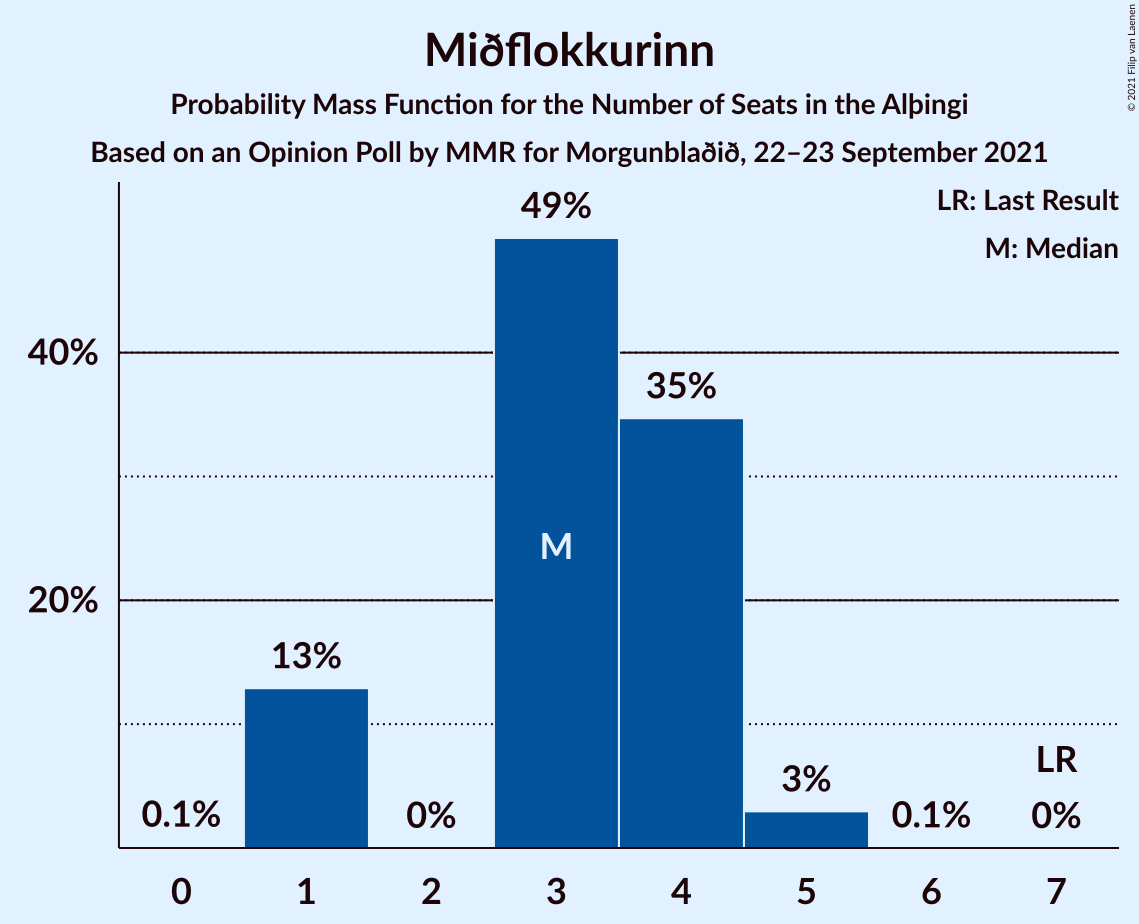 Miðflokkurinn
Probability Mass Function for the Number of Seats in the Alþingi
Based on an Opinion Poll by MMR for Morgunblaðið, 22–23 September 2021
© 2021 Filip van Laenen
LR: Last Result
M: Median
49%
40%
35%
M
20%
13%
LR
3%
0.1%
0%
0.1%
0%
0 1 2 3 4 5 6 7